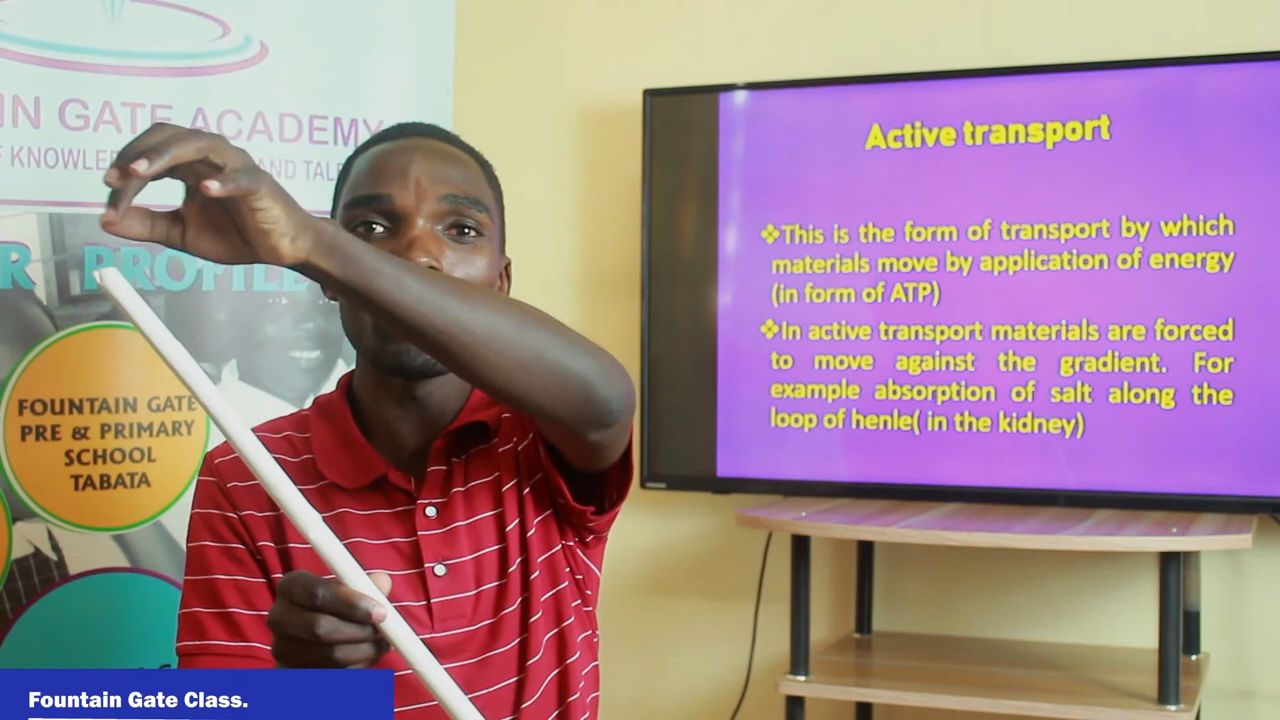 IN GATE ACADEMY
F KNOWLE AND TAL
R PROFILE
FOUNTAIN GATE
PRE & PRIMARY
SCHOOL
TABATA
Active transport
❖This is the form of transport by which
materials move by application of energy
(in form of ATP)
❖In active transport materials are forced
to move against the gradient. For
example absorption of salt along the
loop of henle( in the kidney)
Fountain Gate Class.